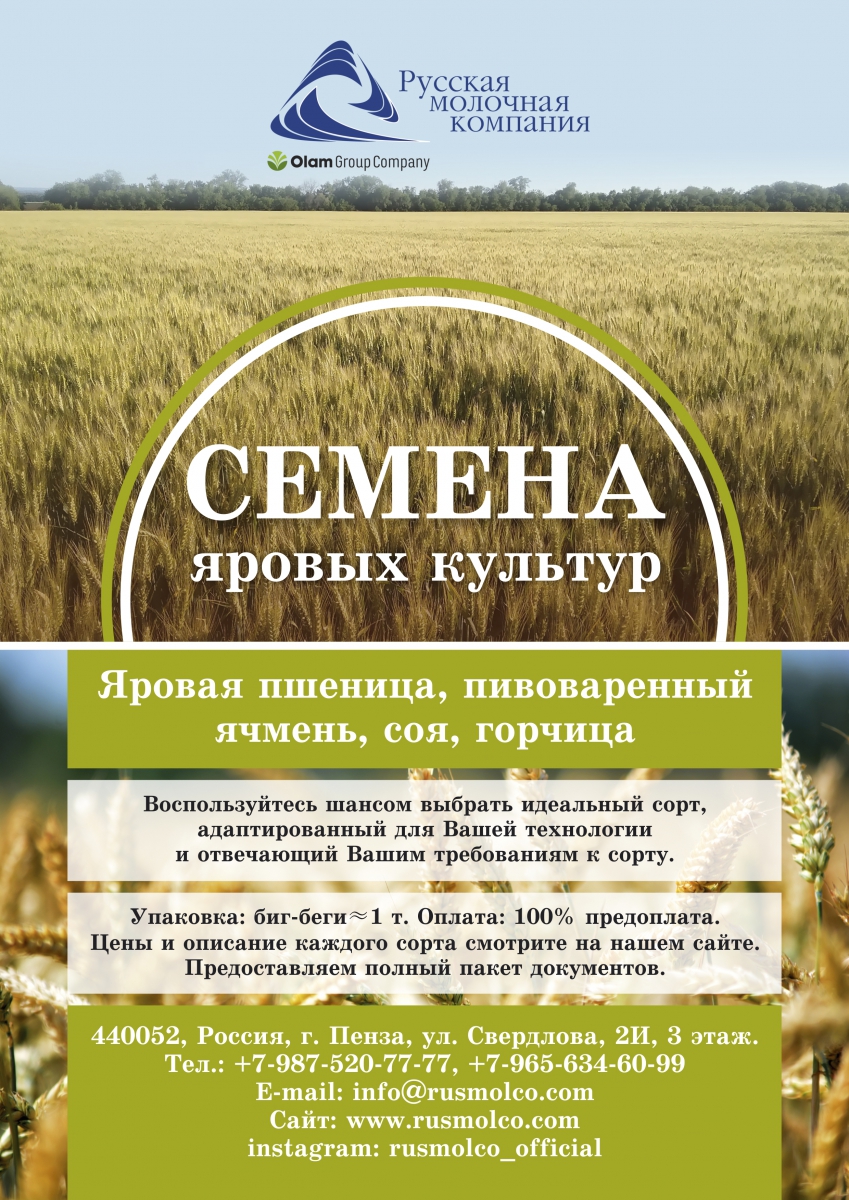 Русская
молочная
компания
Olam Group Company
СЕМЕНА
яровых культур
Яровая пшеница, пивоваренный
ячмень, соя, горчица
Воспользуйтесь шансом выбрать идеальный сорт,
адаптированный для Вашей технологии
и отвечающий Вашим требованиям к сорту.
Упаковка: биг-беги≈1 т. Оплата: 100% предоплата.
Цены и описание каждого сорта смотрите на нашем сайте.
Предоставляем полный пакет документов.
440052, Россия, г. Пенза, ул. Свердлова, 2И, 3 этаж.
Тел.: +7-987-520-77-77, +7-965-634-60-99
E-mail: info@rusmolco.com
Сайт: www.rusmolco.com
instagram: rusmolco_official